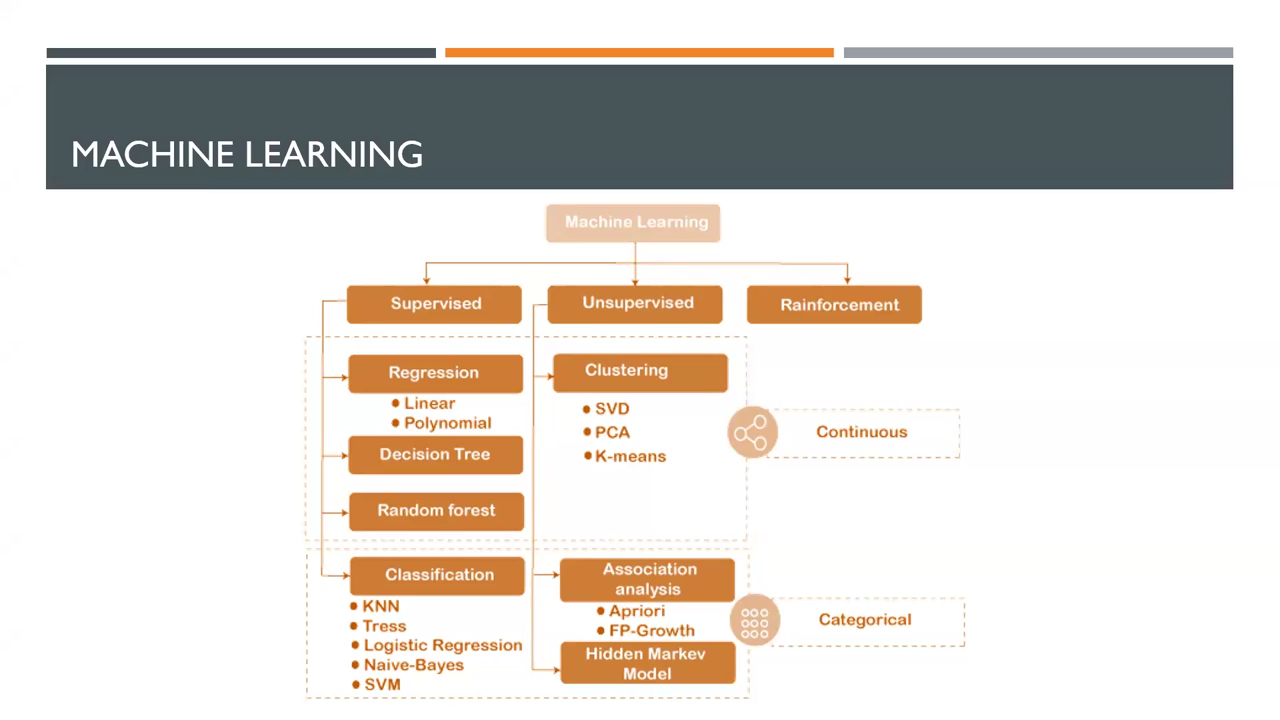 MACHINE LEARNING
Machine Learning
Supervised
Unsupervised
Rainforcement
Regression
• Linear
• Polynomial
Decision Tree
Random forest
Clustering
• SVD
• PCA
• K-means
Continuous
Classification
• KNN
• Tress
• Logistic Regression
• Naive-Bayes
• SVM
Association
analysis
• Apriori
• FP-Growth
Hidden Markev
Model
Categorical